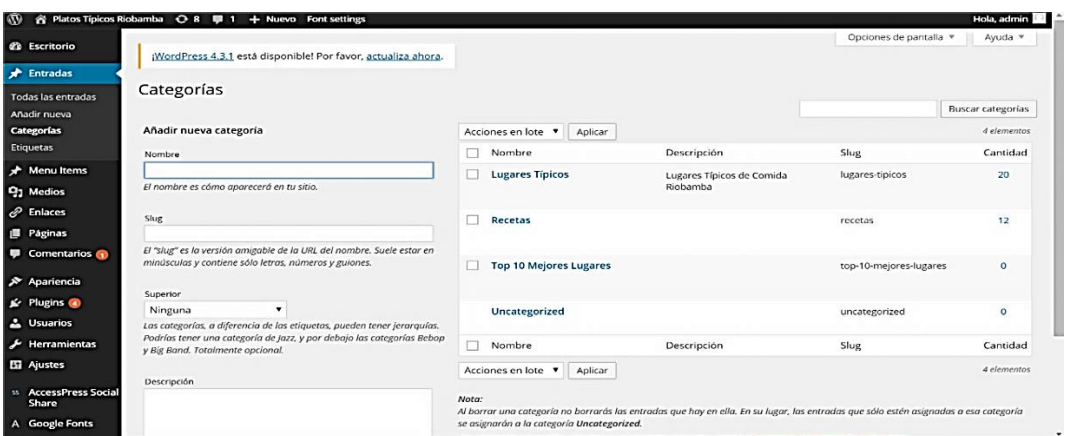 Platos Típicos Riobamba 8 1 + Nuevo Font settings Hola, admin
Escritorio
Entradas
Todas las entradas
Añadir nueva
Categorías
Etiquetas
Menu Items
Medios
Enlaces
Páginas
Comentarios 1
Apariencia
Plugins 4
Usuarios
Herramientas
Ajustes
AccessPress Social
Share
Google Fonts
Opciones de pantalla ▼ Ayuda ▼
¡WordPress 4.3.1 está disponible! Por favor, actualiza ahora.
Categorías
Buscar categorías
Añadir nueva categoría
Nombre
El nombre es cómo aparecerá en tu sitio.
Slug
El "slug" es la versión amigable de la URL del nombre. Suele estar en
minúsculas y contiene sólo letras, números y guiones.
Superior
Ninguna ▼
Las categorías, a diferencia de las etiquetas, pueden tener jerarquías.
Podrías tener una categoría de Jazz, y por debajo las categorías Bebop
y Big Band. Totalmente opcional.
Descripción
Acciones en lote ▼ Aplicar 4 elementos
Nombre Descripción Slug Cantidad
Lugares Típicos Lugares Típicos de Comida lugares-tipicos 20
Riobamba
Recetas recetas 12
Top 10 Mejores Lugares top-10-mejores-lugares 0
Uncategorized uncategorized 0
Nombre Descripción Slug Cantidad
Acciones en lote ▼ Aplicar 4 elementos
Nota:
Al borrar una categoría no borrarás las entradas que hay en ella. En su lugar, las entradas que sólo estén asignadas a esa categoría
se asignarán a la categoría Uncategorized.